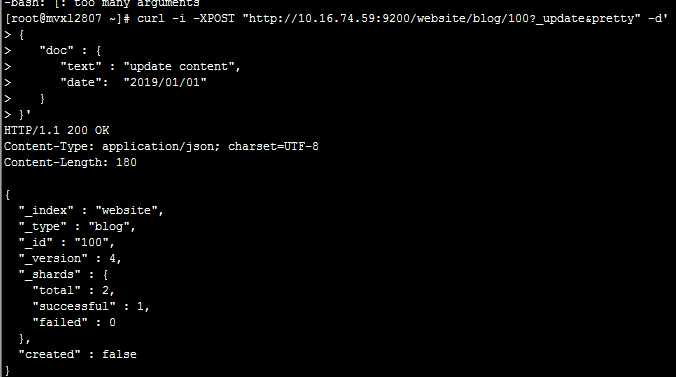 -bash: [: too many arguments
[root@mvxl2807 ~]# curl -i -XPOST "http://10.16.74.59:9200/website/blog/100?_update&pretty" -d'
> {
>    "doc" : {
>       "text" : "update content",
>       "date":  "2019/01/01"
>    }
> }'
HTTP/1.1 200 OK
Content-Type: application/json; charset=UTF-8
Content-Length: 180

{
  "_index" : "website",
  "_type" : "blog",
  "_id" : "100",
  "_version" : 4,
  "_shards" : {
    "total" : 2,
    "successful" : 1,
    "failed" : 0
  },
  "created" : false
}